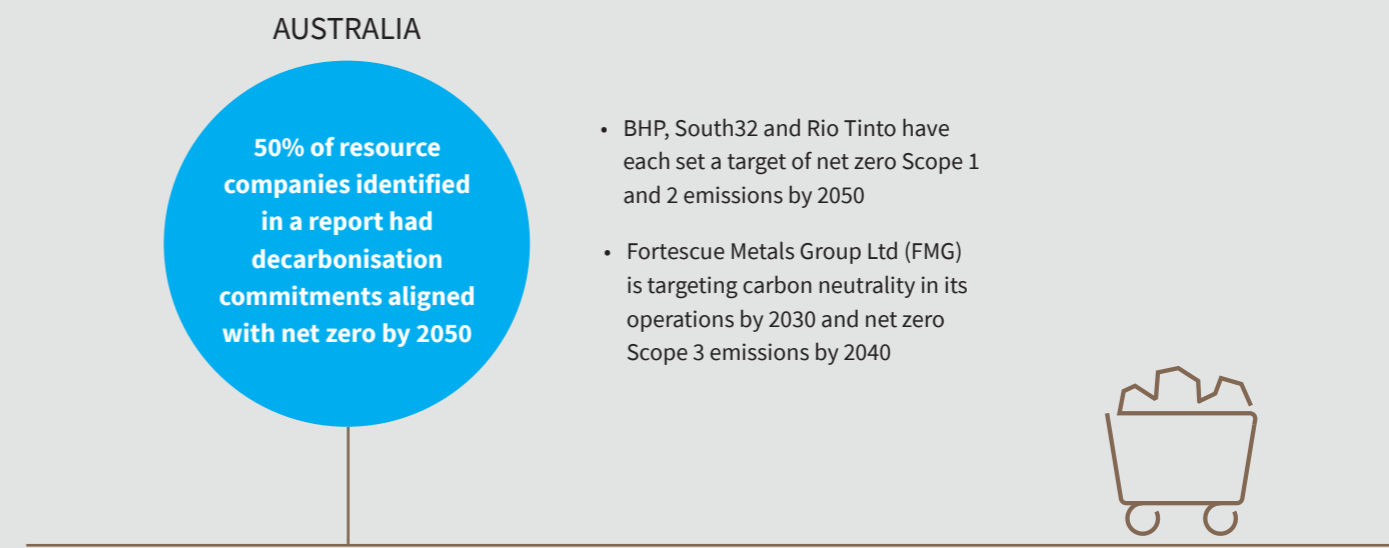 AUSTRALIA
50% of resource
companies identified
in a report had
decarbonisation
commitments aligned
with net zero by 2050
• BHP, South32 and Rio Tinto have
each set a target of net zero Scope 1
and 2 emissions by 2050
• Fortescue Metals Group Ltd (FMG)
is targeting carbon neutrality in its
operations by 2030 and net zero
Scope 3 emissions by 2040